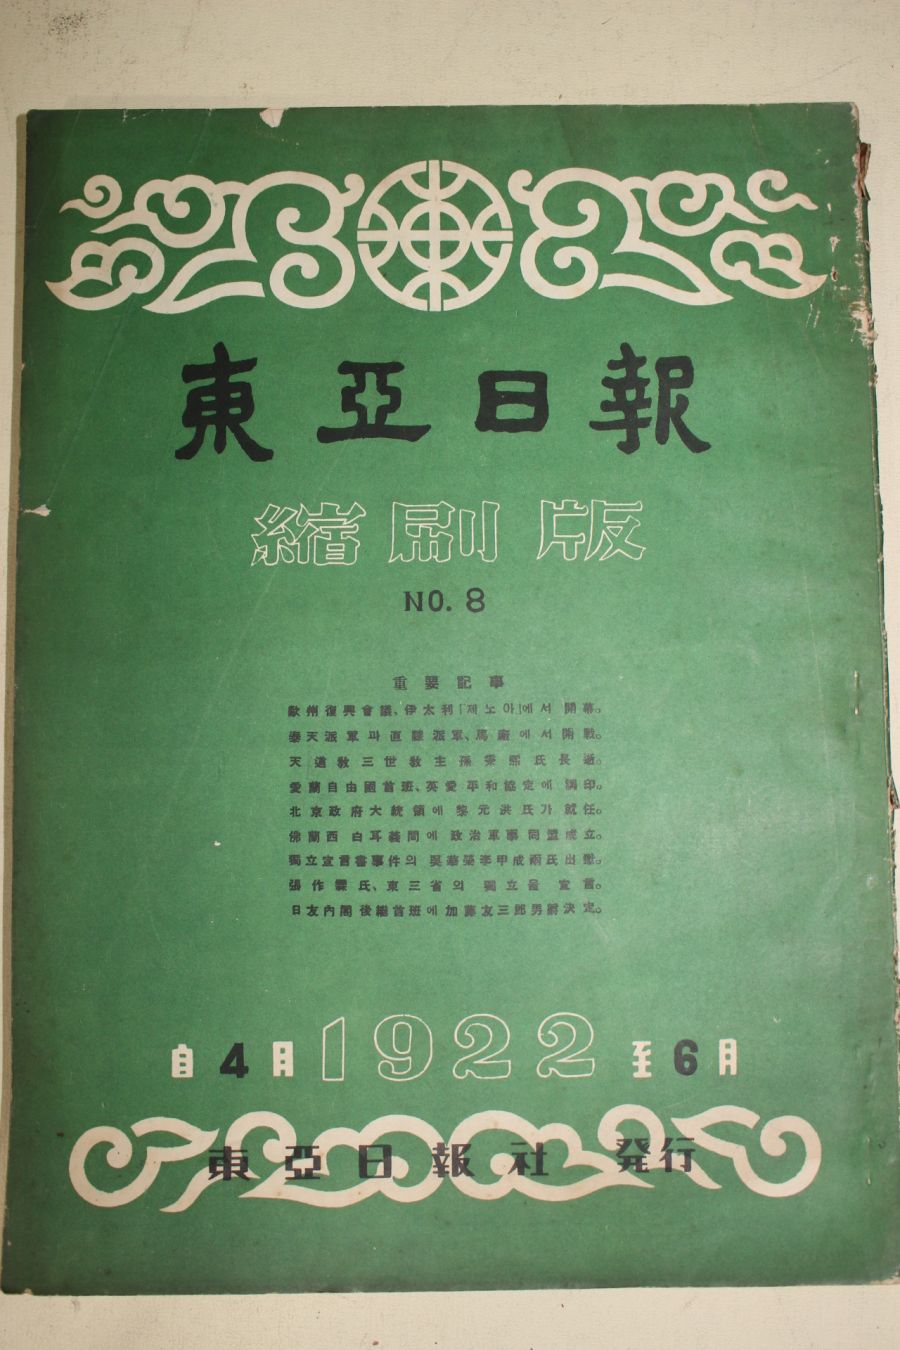 東亞日報
縮刷版
NO. 8
重要記事
歐州復興會議、伊太利「제노아」에서 開幕。
奉天派軍과 直隷派軍、馬廠에서 開戰。
天道敎三世敎主孫秉熙氏長逝。
愛蘭自由國首班、英愛平和協定에 調印。
北京政府大統領에 黎元洪氏가 就任。
佛蘭西 白耳義間에 政治軍事同盟成立。
獨立宣言書事件의 吳華英李甲成兩氏出獄。
張作霖氏、東三省의 獨立을 宣言。
日友內閣後繼首班에 加藤友三郎男爵決定。
自4月1922至6月
東亞日報社 発行